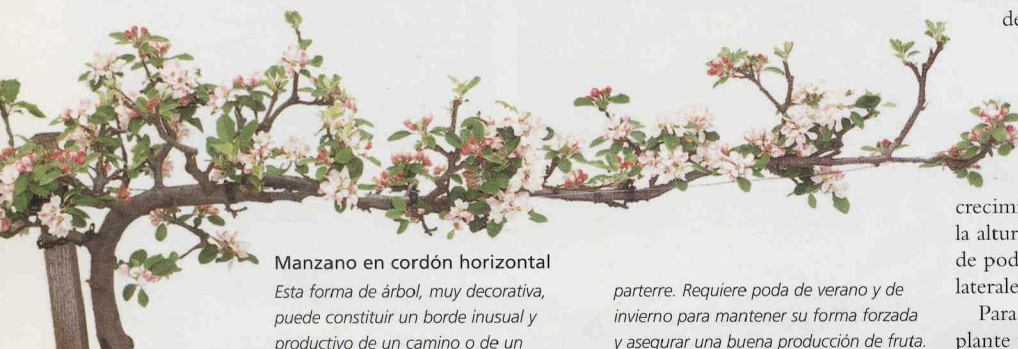 de
Manzano en cordón horizontal
Esta forma de árbol, muy decorativa,
puede constituir un borde inusual y
productivo de un camino o de un
parterre. Requiere poda de verano y de
invierno para mantener su forma forzada
y asegurar una buena producción de fruta.
la altur
de pod
laterale
Para
plante